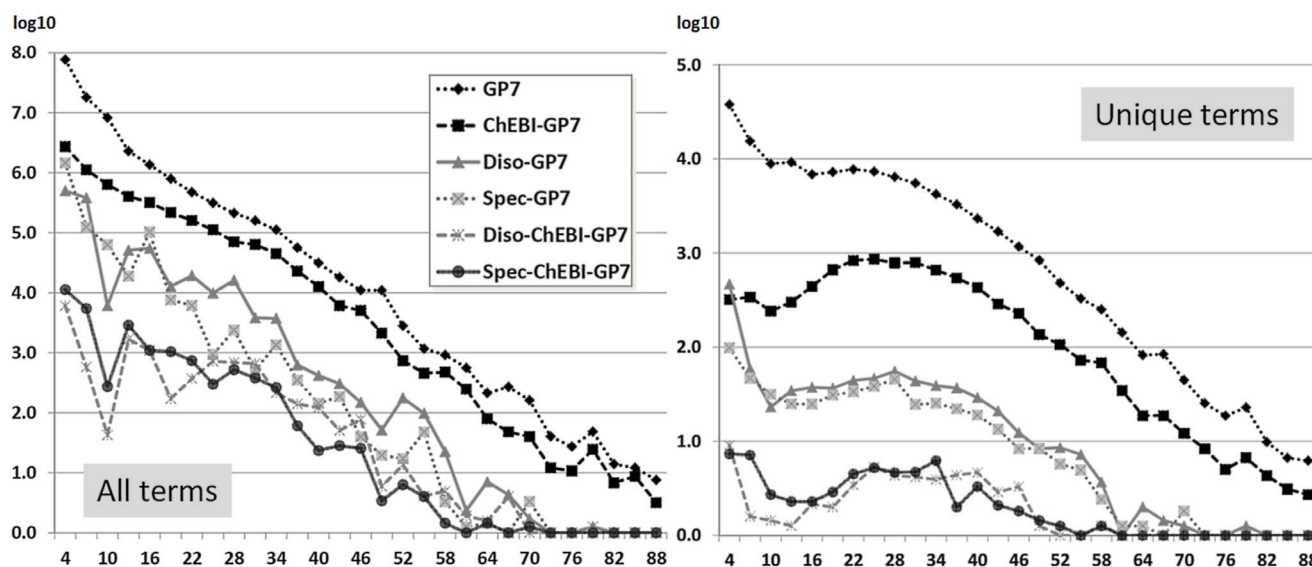 log10
8.0
7.0
6.0
5.0
4.0
3.0
2.0
1.0
0.0
4 10 16 22 28 34 40 46 52 58 64 70 76 82 88
GP7
ChEBI-GP7
Diso-GP7
Spec-GP7
Diso-ChEBI-GP7
Spec-ChEBI-GP7
All terms
log10
5.0
4.0
3.0
2.0
1.0
0.0
4 10 16 22 28 34 40 46 52 58 64 70 76 82 88
Unique terms